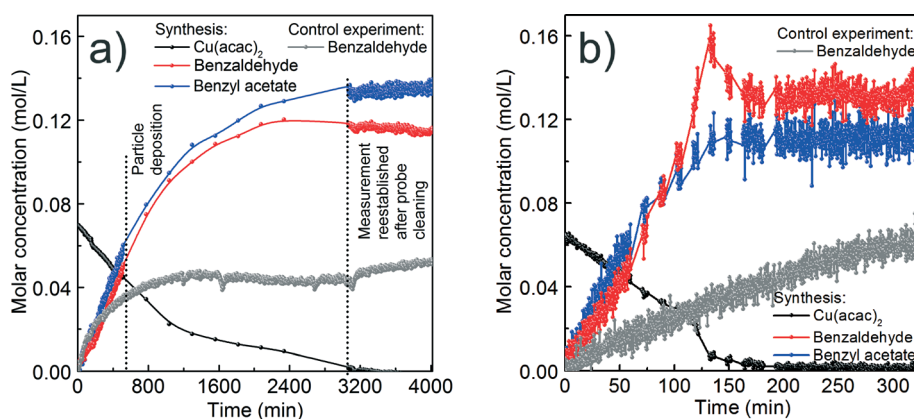 a)
Synthesis:
Cu(acac)2
Benzaldehyde
Benzyl acetate
Control experiment:
Benzaldehyde
Particle
deposition
Measurement
reestablished
after probe
cleaning
Molar concentration (mol/L)
0.16
0.12
0.08
0.04
0.00
0 800 1600 2400 3200 4000
Time (min)
b)
Control experiment:
Benzaldehyde
Synthesis:
Cu(acac)2
Benzaldehyde
Benzyl acetate
Molar concentration (mol/L)
0.16
0.12
0.08
0.04
0.00
0 50 100 150 200 250 300
Time (min)